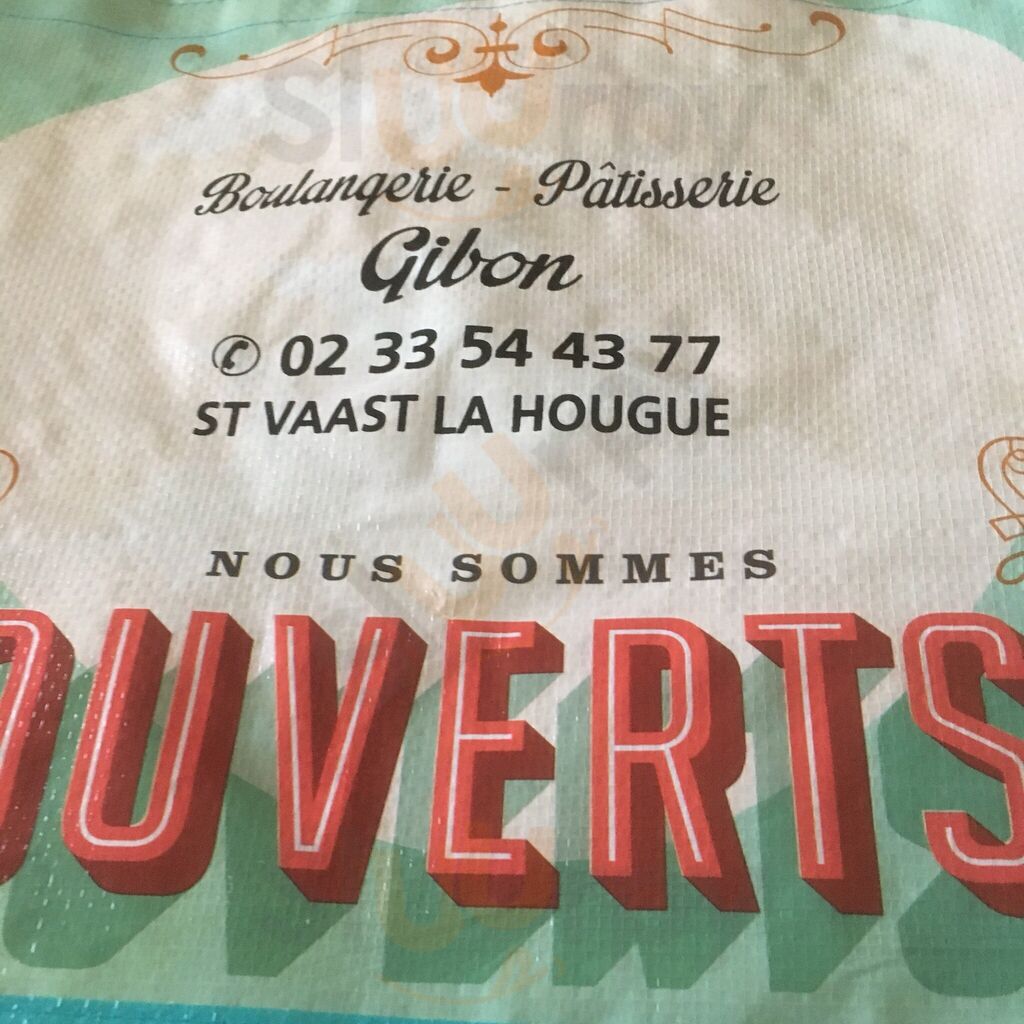 Boulangerie - Pâtisserie
Gibon
✆ 02 33 54 43 77
ST VAAST LA HOUGUE
NOUS SOMMES
OUVERTS